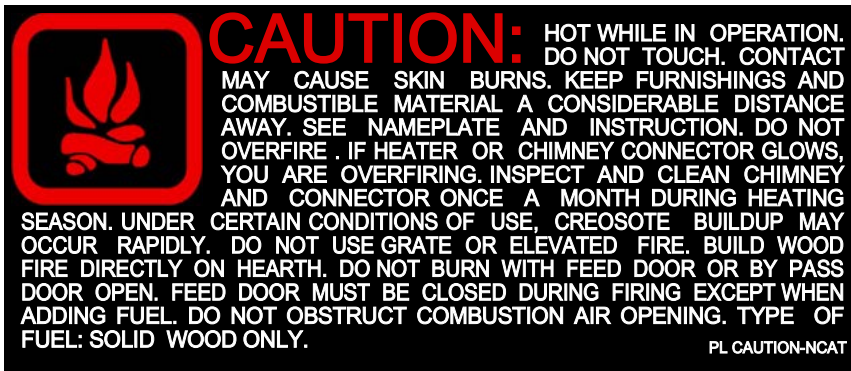 CAUTION: HOT WHILE IN OPERATION.
DO NOT TOUCH. CONTACT
MAY CAUSE SKIN BURNS. KEEP FURNISHINGS AND
COMBUSTIBLE MATERIAL A CONSIDERABLE DISTANCE
AWAY. SEE NAMEPLATE AND INSTRUCTION. DO NOT
OVERFIRE . IF HEATER OR CHIMNEY CONNECTOR GLOWS,
YOU ARE OVERFIRING. INSPECT AND CLEAN CHIMNEY
AND CONNECTOR ONCE A MONTH DURING HEATING
SEASON. UNDER CERTAIN CONDITIONS OF USE, CREOSOTE BUILDUP MAY
OCCUR RAPIDLY. DO NOT USE GRATE OR ELEVATED FIRE. BUILD WOOD
FIRE DIRECTLY ON HEARTH. DO NOT BURN WITH FEED DOOR OR BY PASS
DOOR OPEN. FEED DOOR MUST BE CLOSED DURING FIRING EXCEPT WHEN
ADDING FUEL. DO NOT OBSTRUCT COMBUSTION AIR OPENING. TYPE OF
FUEL: SOLID WOOD ONLY.
PL CAUTION-NCAT